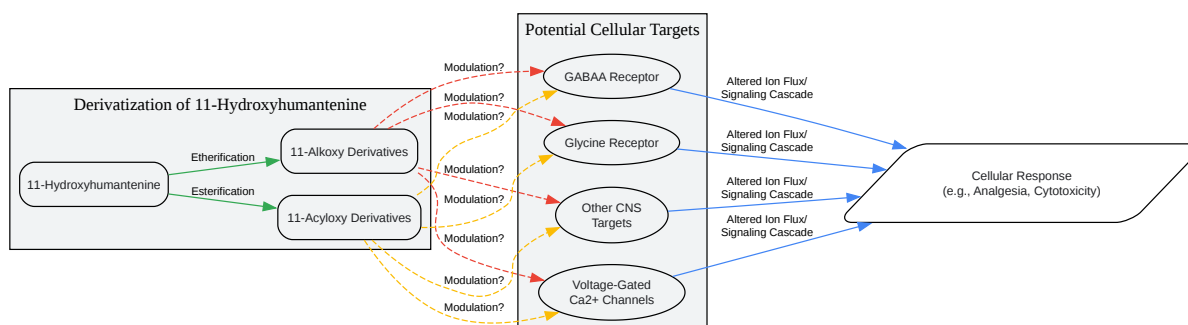 Potential Cellular Targets
Derivatization of 11-Hydroxyhumantenine
11-Hydroxyhumantenine
Etherification
Esterification
11-Alkoxy Derivatives
11-Acyloxy Derivatives
Modulation?
Modulation?
Modulation?
Modulation?
Modulation?
Modulation?
Modulation?
Modulation?
GABAA Receptor
Glycine Receptor
Other CNS
Targets
Voltage-Gated
Ca2+ Channels
Altered Ion Flux/
Signaling Cascade
Altered Ion Flux/
Signaling Cascade
Altered Ion Flux/
Signaling Cascade
Altered Ion Flux/
Signaling Cascade
Cellular Response
(e.g., Analgesia, Cytotoxicity)